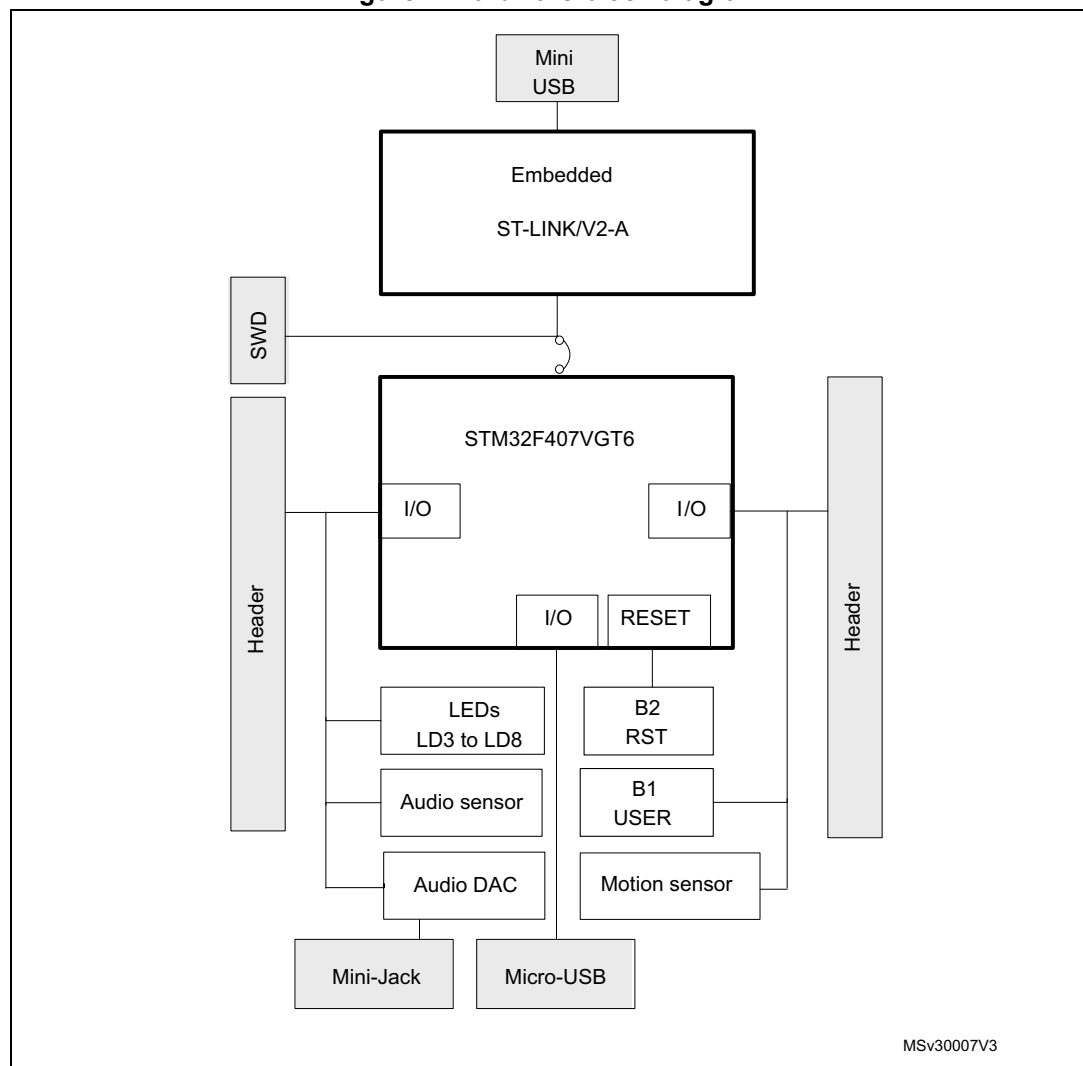 Mini
USB
Embedded
ST-LINK/V2-A
SWD
STM32F407VGT6
I/O
I/O
Header
Header
I/O
RESET
LEDs
LD3 to LD8
B2
RST
Audio sensor
B1
USER
Audio DAC
Motion sensor
Mini-Jack
Micro-USB
MSv30007V3